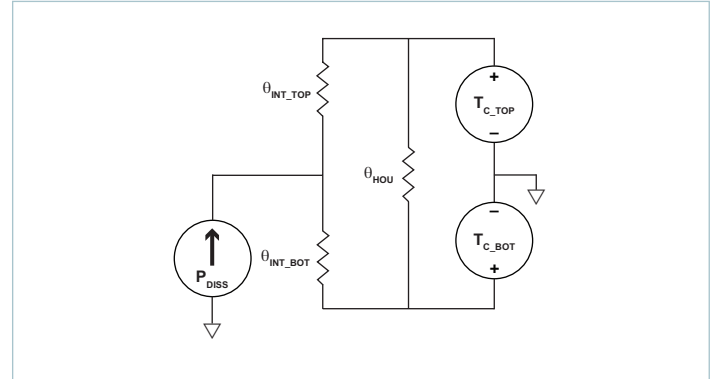 θINT_TOP
+
TC_TOP
−
θHOU
−
TC_BOT
+
θINT_BOT
PDISS